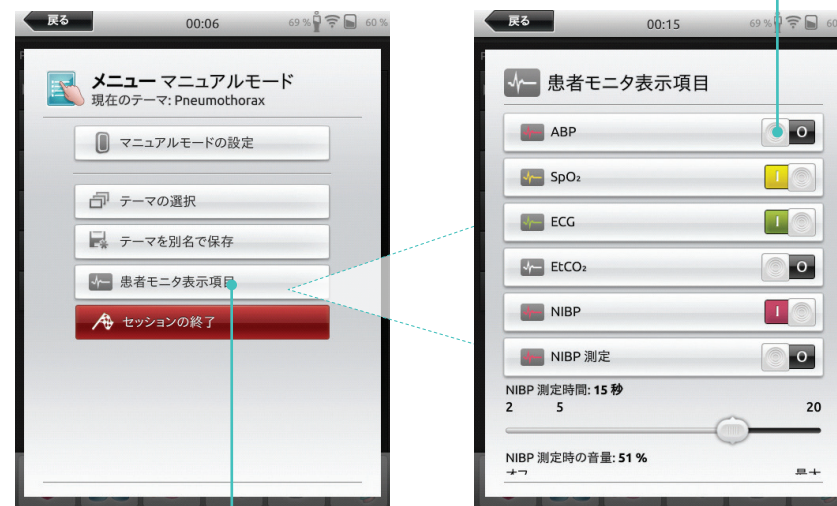 戻る
00:06
69 %
60 %
メニュー マニュアルモード
現在のテーマ: Pneumothorax
マニュアルモードの設定
テーマの選択
テーマを別名で保存
患者モニタ表示項目
セッションの終了
戻る
00:15
69 %
60
患者モニタ表示項目
ABP
O
SpO₂
I
ECG
I
EtCO₂
O
NIBP
I
NIBP 測定
O
NIBP 測定時間: 15 秒
2 5 20
NIBP 測定時の音量: 51 %
オフ 最大